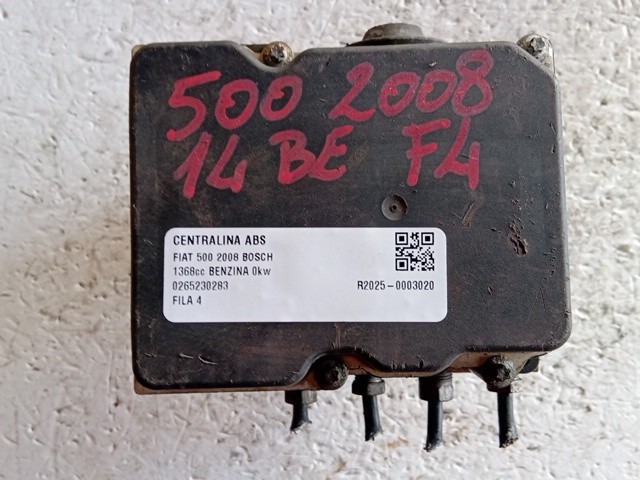 500 2008
14 BE F4
CENTRALINA ABS
FIAT 500 2008 BOSCH
1368cc BENZINA 0kw
0265230283
R2025-0003020
FILA 4